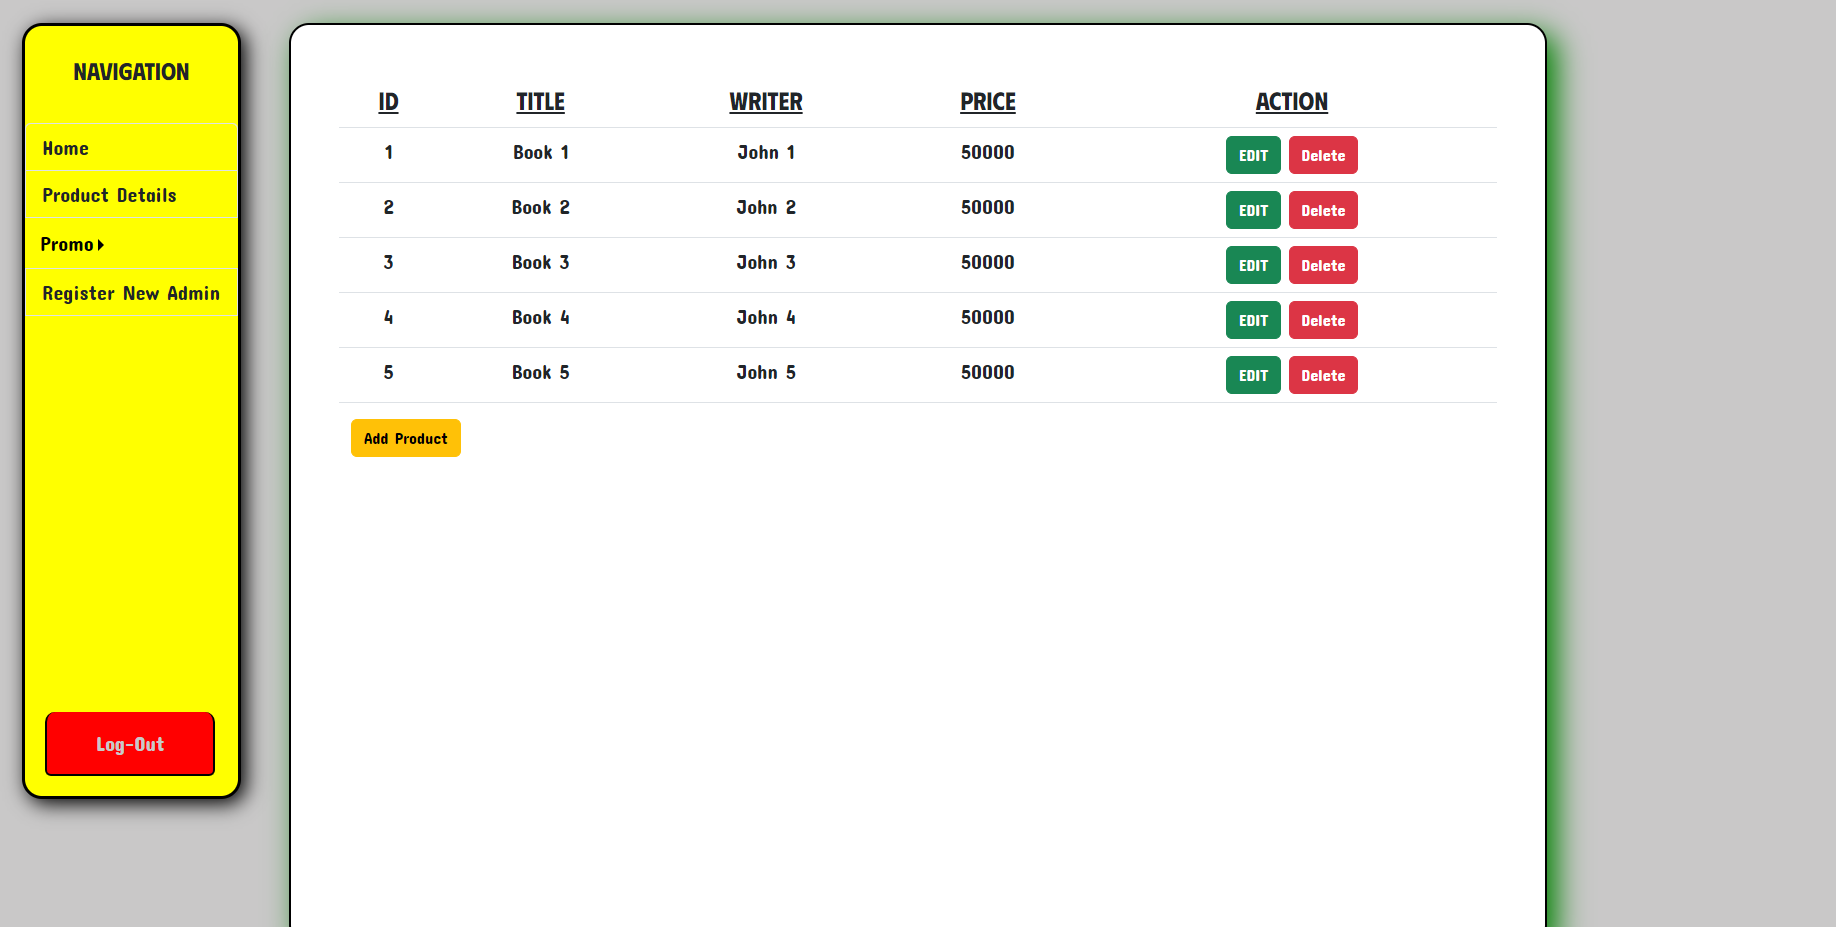 NAVIGATION
Home
Product Details
Promo
Register New Admin
Log-Out
ID TITLE WRITER PRICE ACTION
1 Book 1 John 1 50000 EDIT Delete
2 Book 2 John 2 50000 EDIT Delete
3 Book 3 John 3 50000 EDIT Delete
4 Book 4 John 4 50000 EDIT Delete
5 Book 5 John 5 50000 EDIT Delete
Add Product